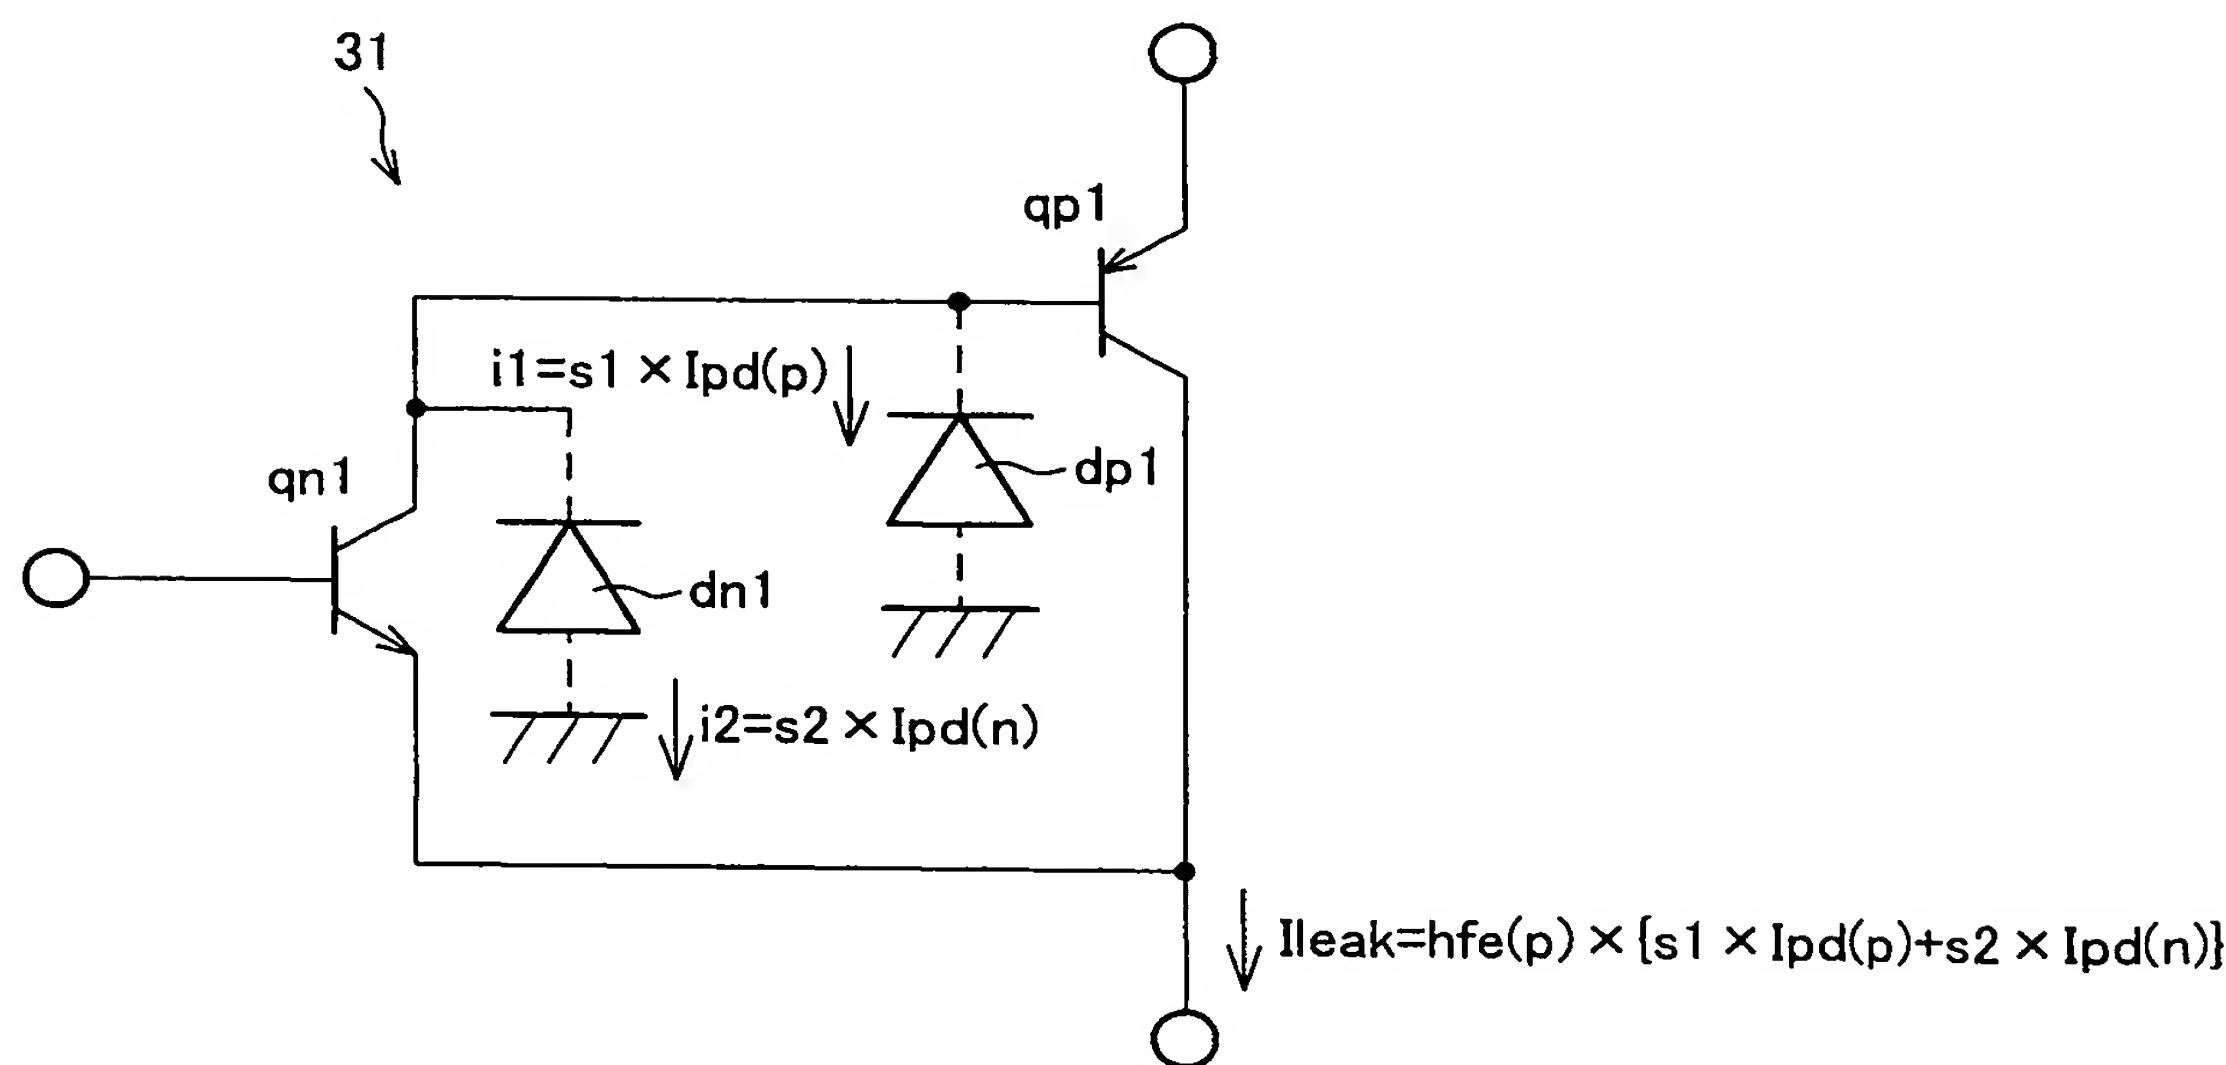 31
qp1
i1=s1×Ipd(p)
dp1
qn1
dn1
i2=s2×Ipd(n)
Ileak=hfe(p)×{s1×Ipd(p)+s2×Ipd(n)}